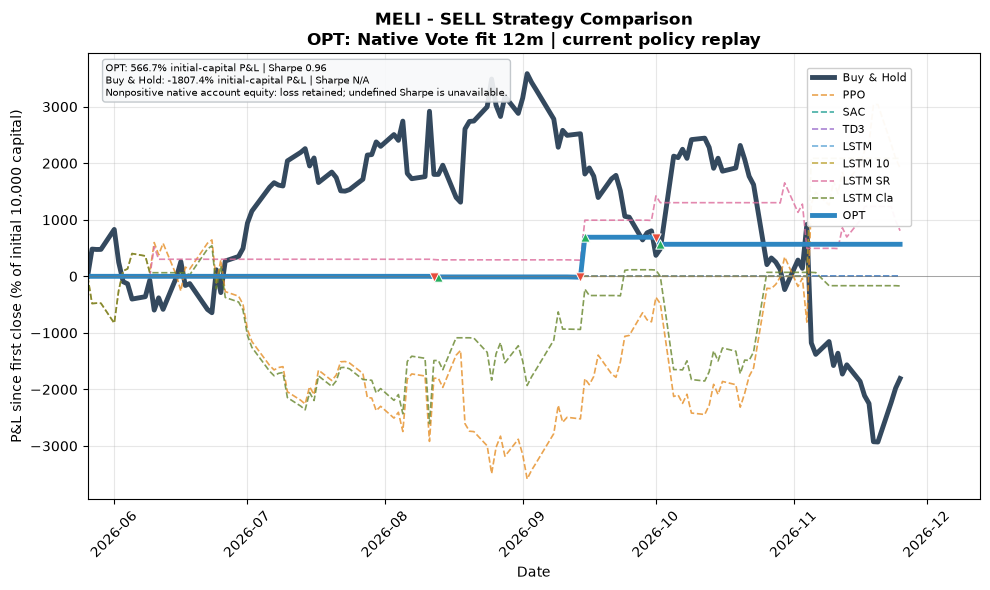 MELI - SELL Strategy Comparison
OPT: Native Vote fit 12m | current policy replay
OPT: 566.7% initial-capital P&L | Sharpe 0.96
Buy & Hold: -1807.4% initial-capital P&L | Sharpe N/A
Nonpositive native account equity: loss retained; undefined Sharpe is unavailable.
Buy & Hold
PPO
SAC
TD3
LSTM
LSTM 10
LSTM SR
LSTM Cla
OPT
P&L since first close (% of initial 10,000 capital)
3000
2000
1000
0
−1000
−2000
−3000
2026-06
2026-07
2026-08
2026-09
2026-10
2026-11
2026-12
Date